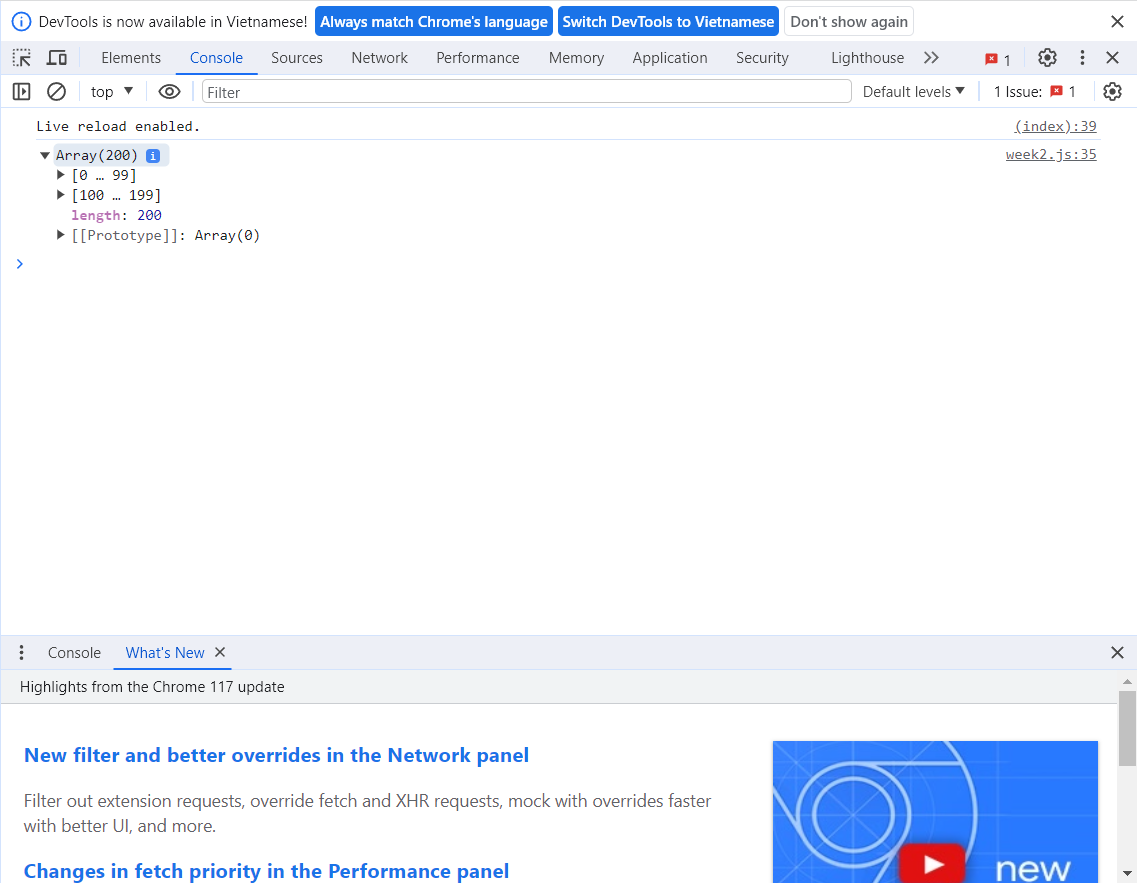 DevTools is now available in Vietnamese! Always match Chrome's language Switch DevTools to Vietnamese Don't show again
Elements Console Sources Network Performance Memory Application Security Lighthouse 1
top Filter Default levels 1 Issue: 1
Live reload enabled. (index):39
Array(200) i week2.js:35
[0 … 99]
[100 … 199]
length: 200
[[Prototype]]: Array(0)
Console What's New
Highlights from the Chrome 117 update
New filter and better overrides in the Network panel
Filter out extension requests, override fetch and XHR requests, mock with overrides faster
with better UI, and more.
Changes in fetch priority in the Performance panel
new